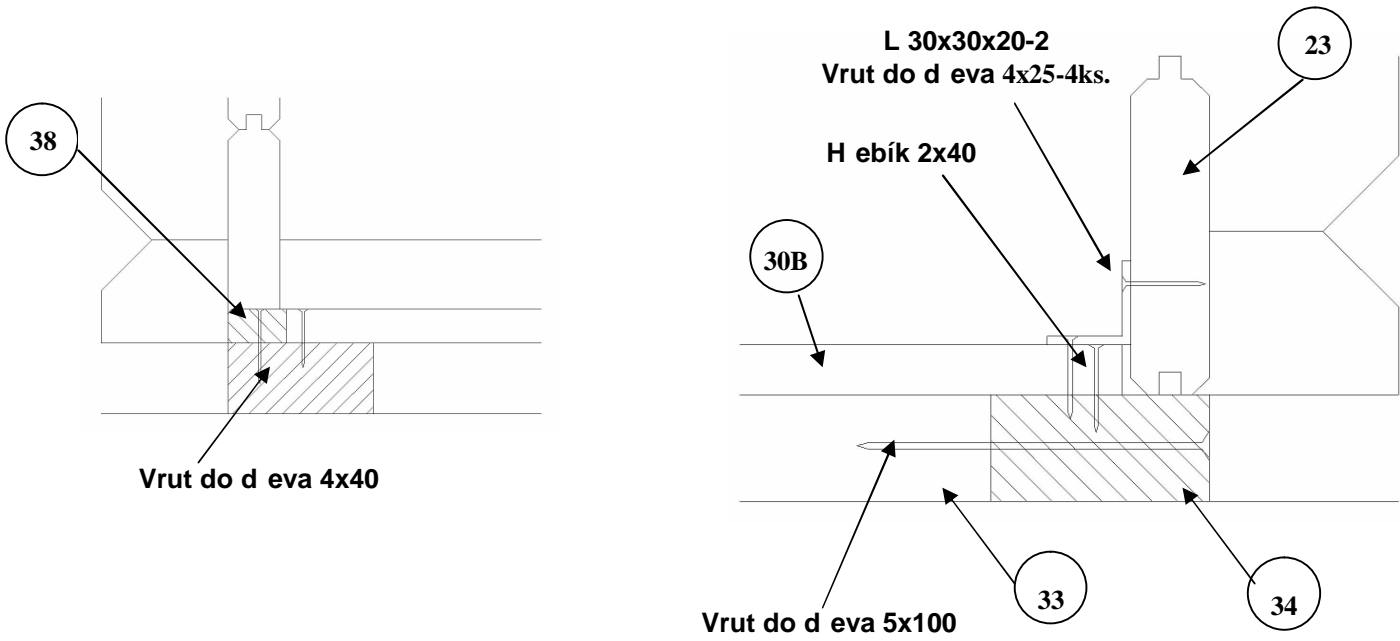 38
Vrut do d eva 4x40
L 30x30x20-2
Vrut do d eva 4x25-4ks.
23
H ebík 2x40
30B
Vrut do d eva 5x100
33
34